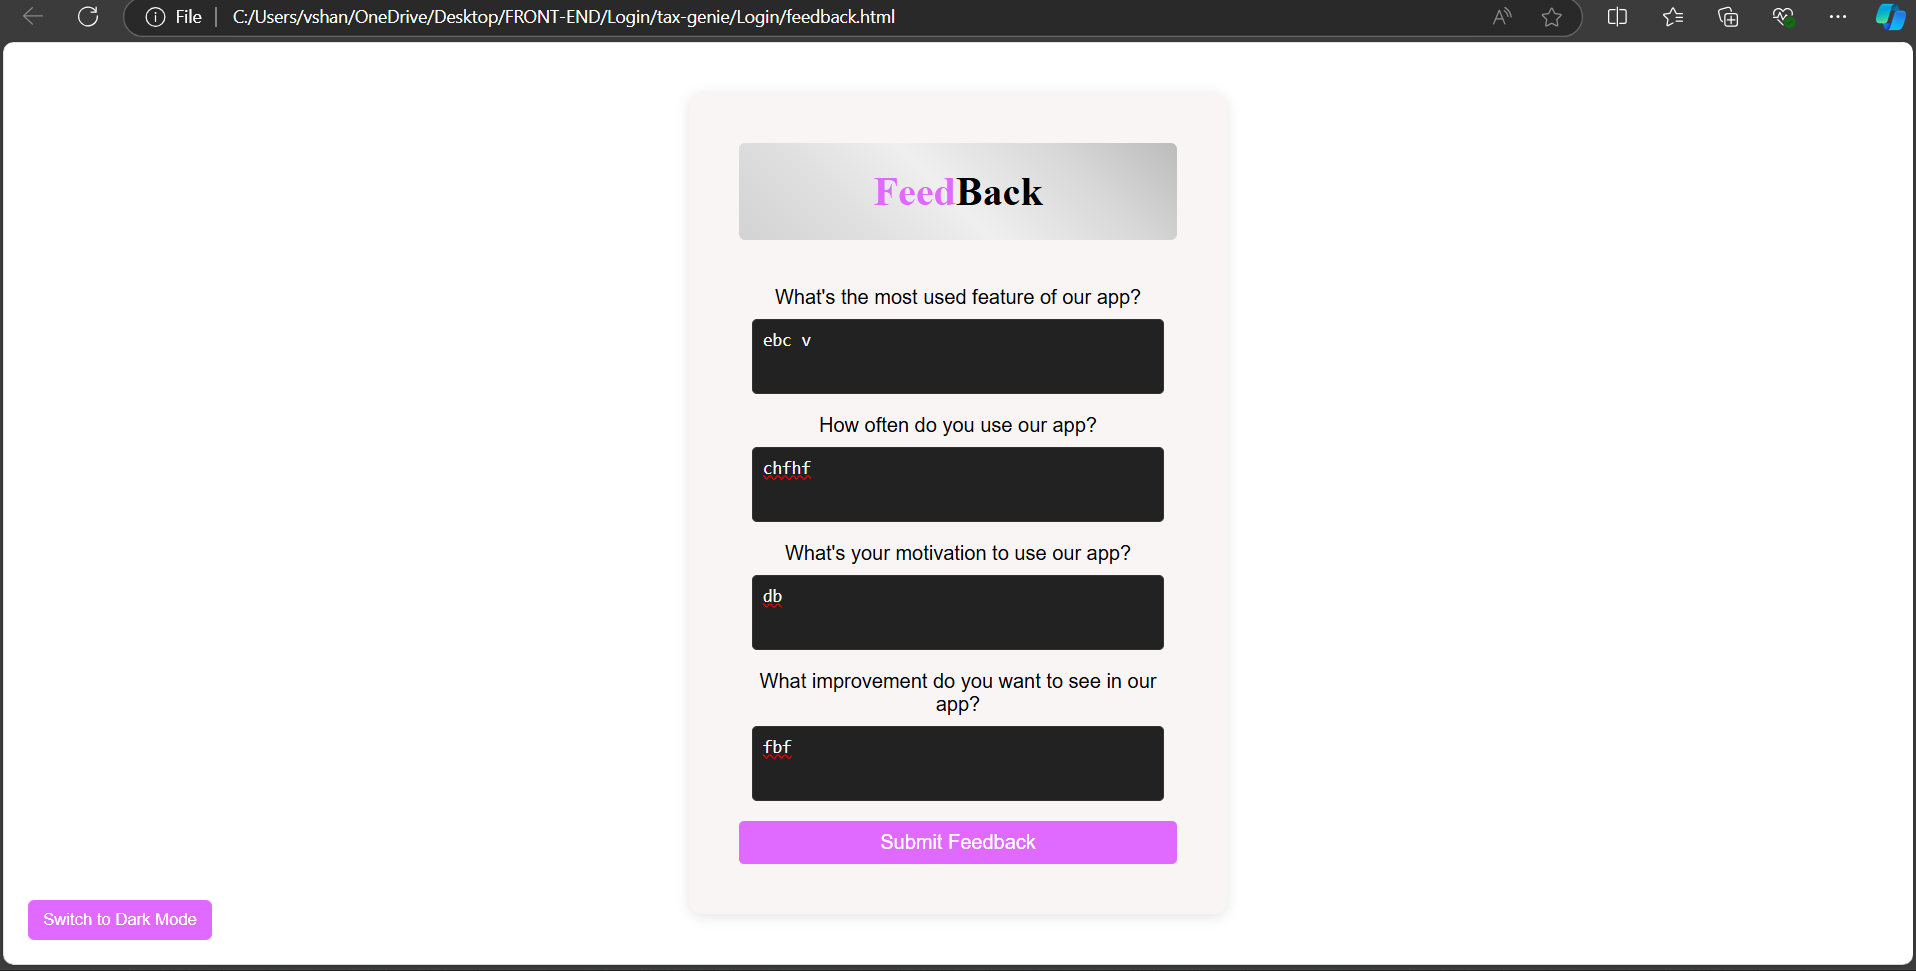 File
C:/Users/vshan/OneDrive/Desktop/FRONT-END/Login/tax-genie/Login/feedback.html
FeedBack
What's the most used feature of our app?
ebc v
How often do you use our app?
chfhf
What's your motivation to use our app?
db
What improvement do you want to see in our
app?
fbf
Submit Feedback
Switch to Dark Mode